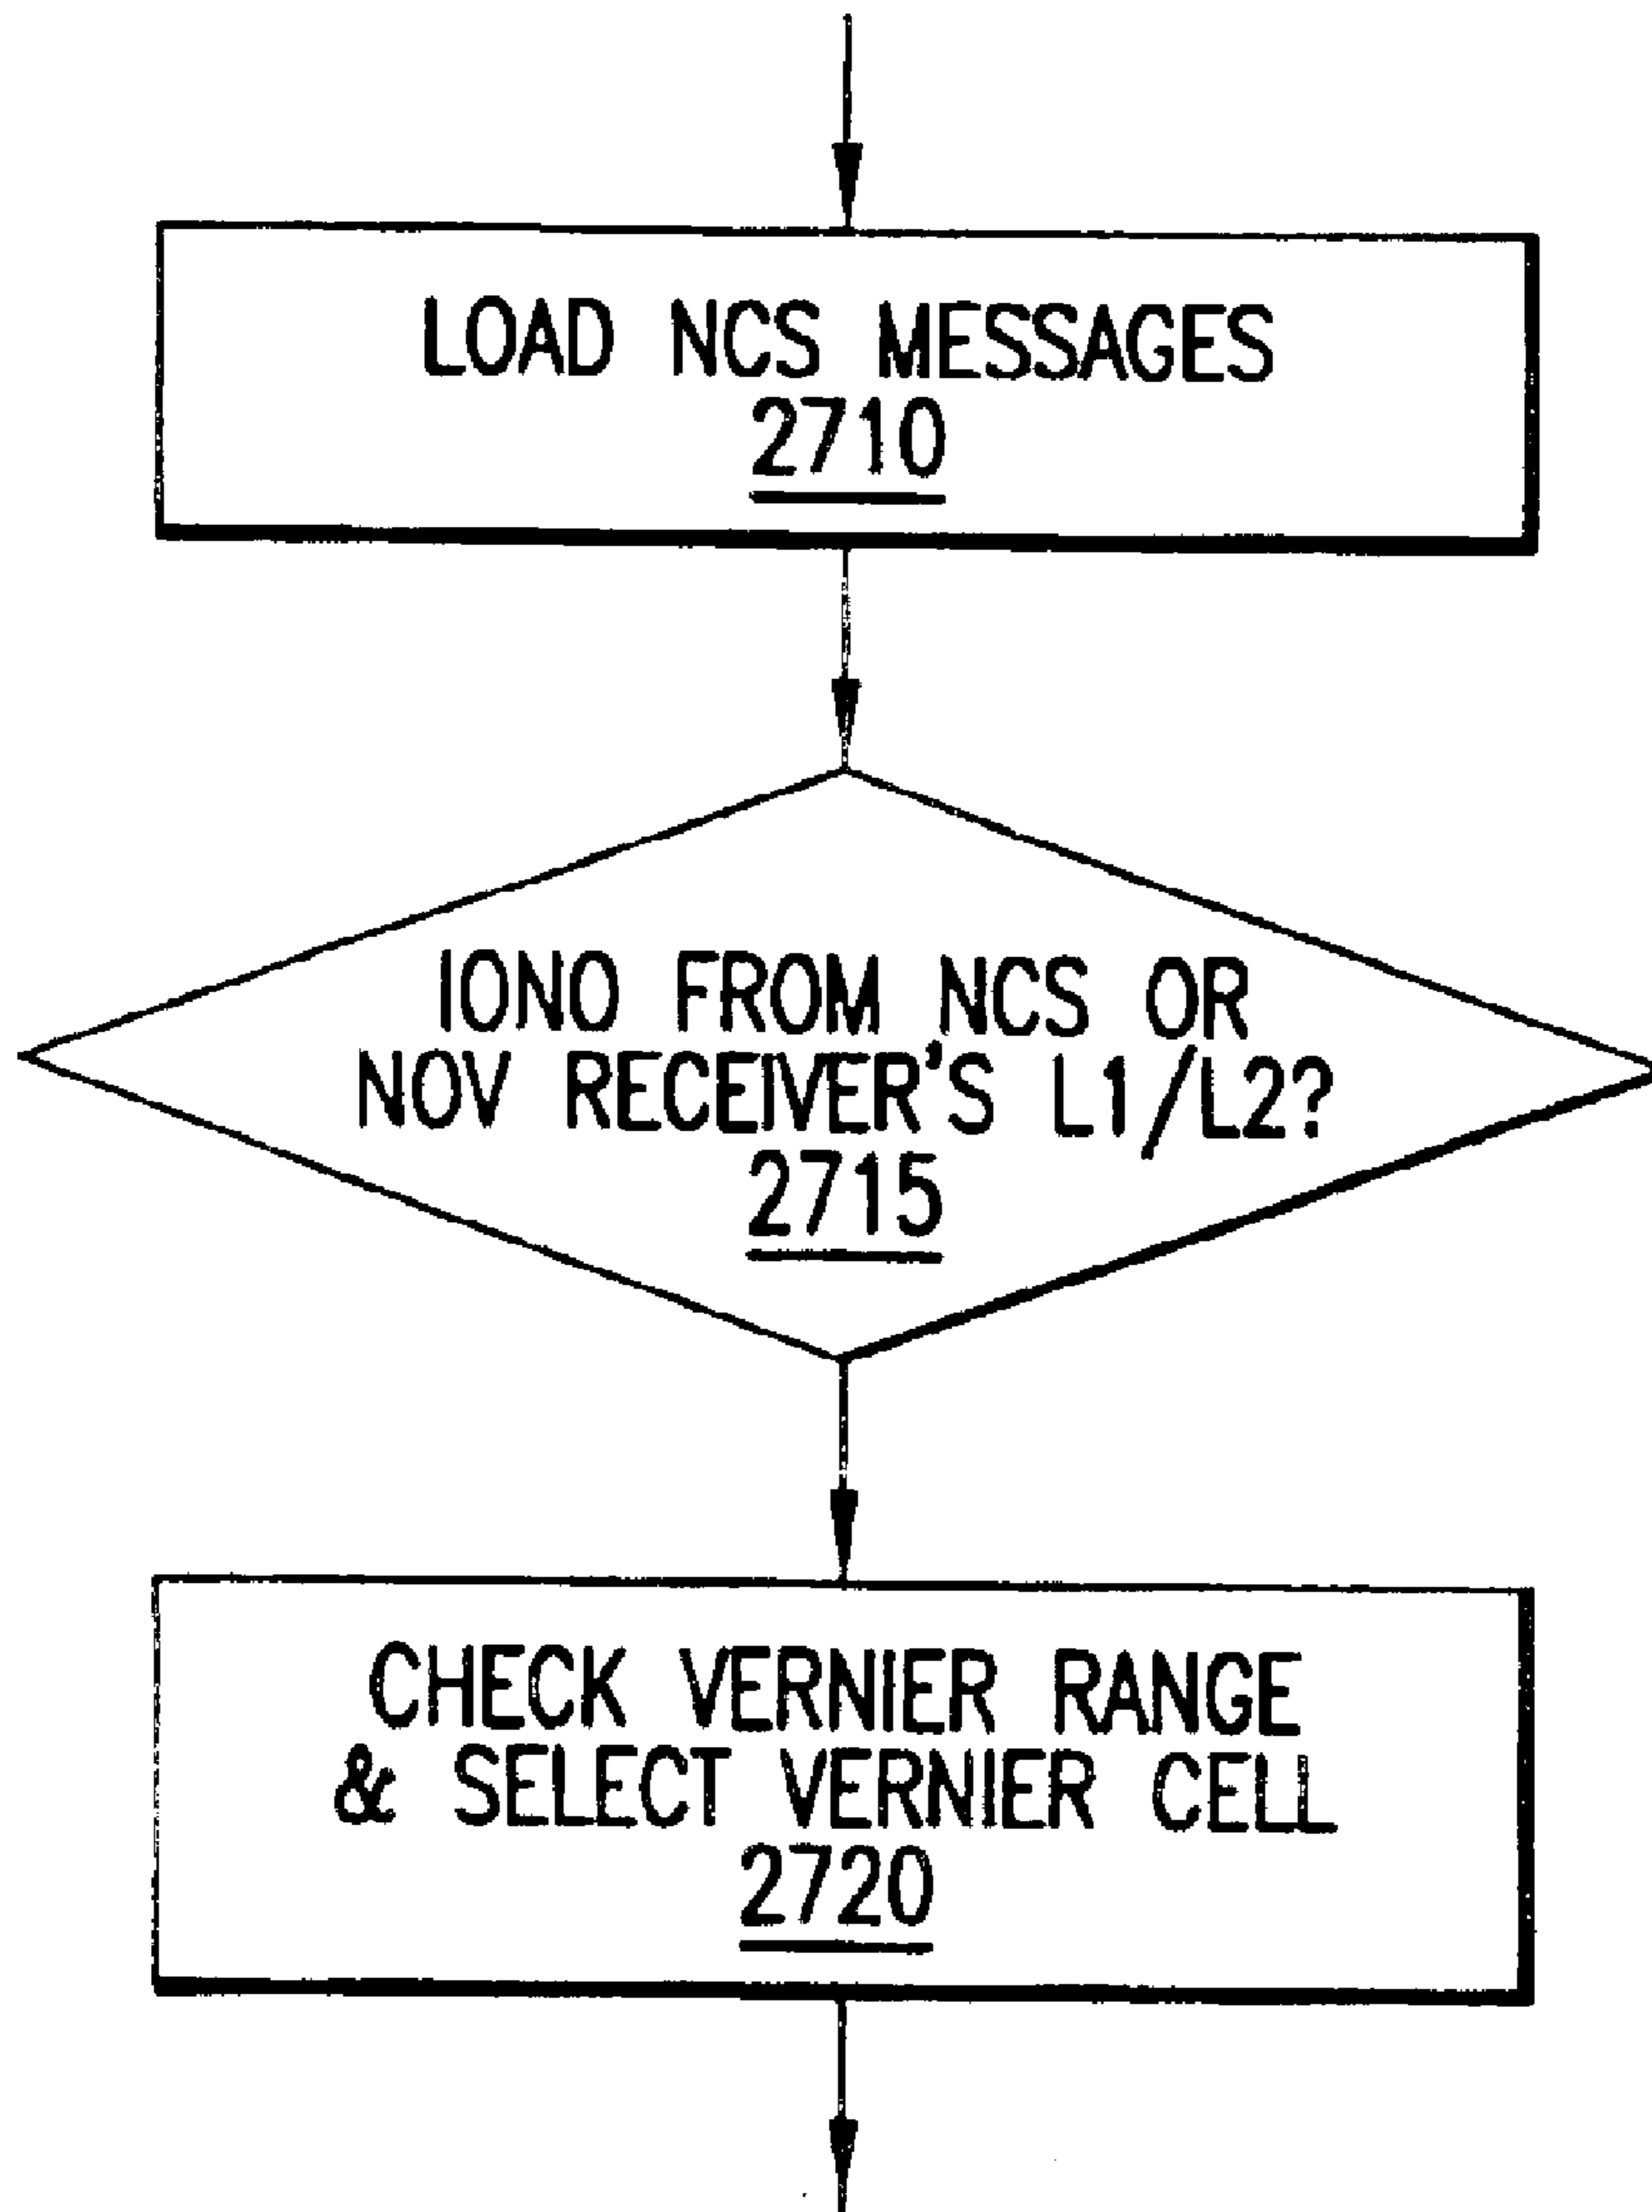 LOAD NCS MESSAGES
2710
IONO FROM NCS OR
NOV RECEIVER'S L1/L2?
2715
CHECK VERNIER RANGE
& SELECT VERNIER CELL
2720